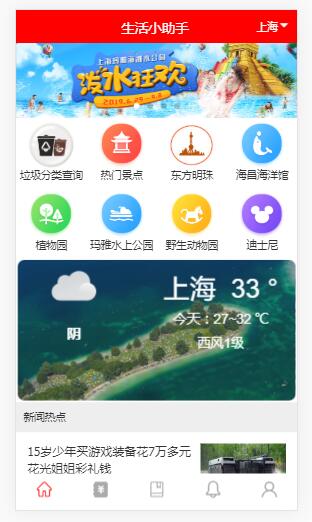 生活小助手
上海
上海玛雅海滩水公园
泼水狂欢
2019.6.29-9.8
垃圾分类查询
热门景点
东方明珠
海昌海洋馆
植物园
玛雅水上公园
野生动物园
迪士尼
上海 33 °
今天：27~32 ℃
阴
西风1级
新闻热点
15岁少年买游戏装备花7万多元
花光姐姐彩礼钱